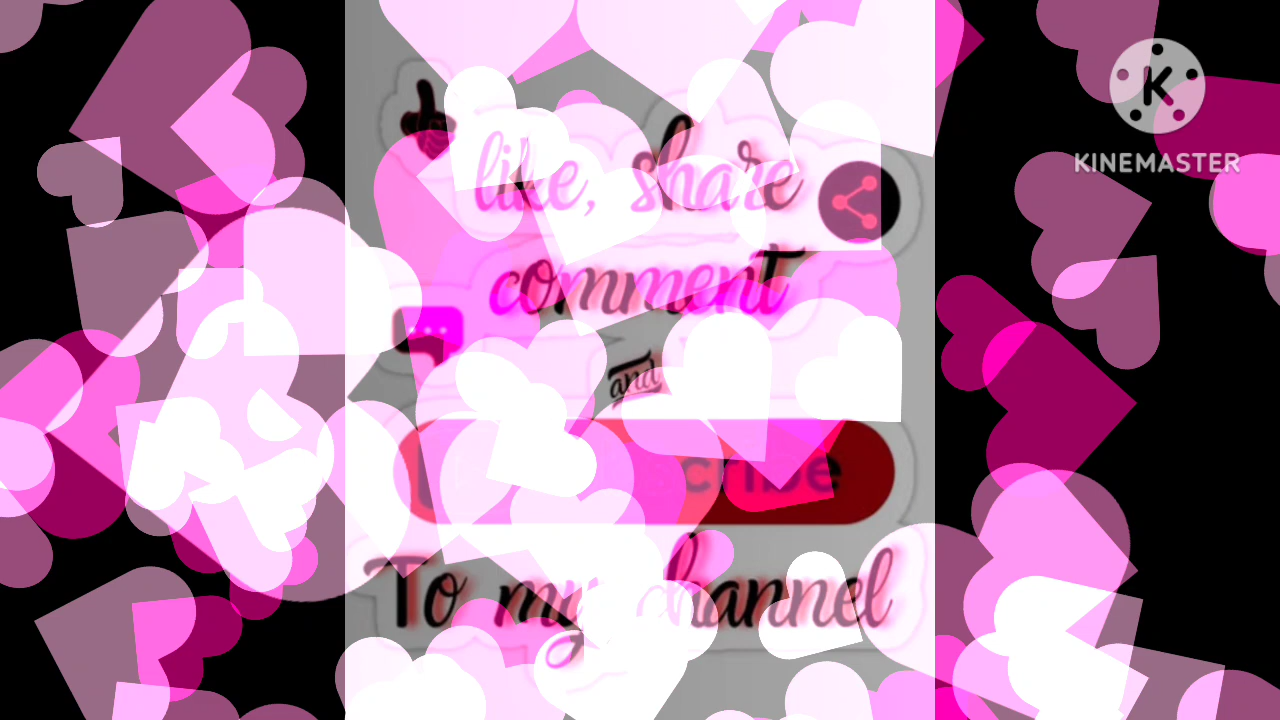 like, share
KINEMASTER
comment
and
To my channel